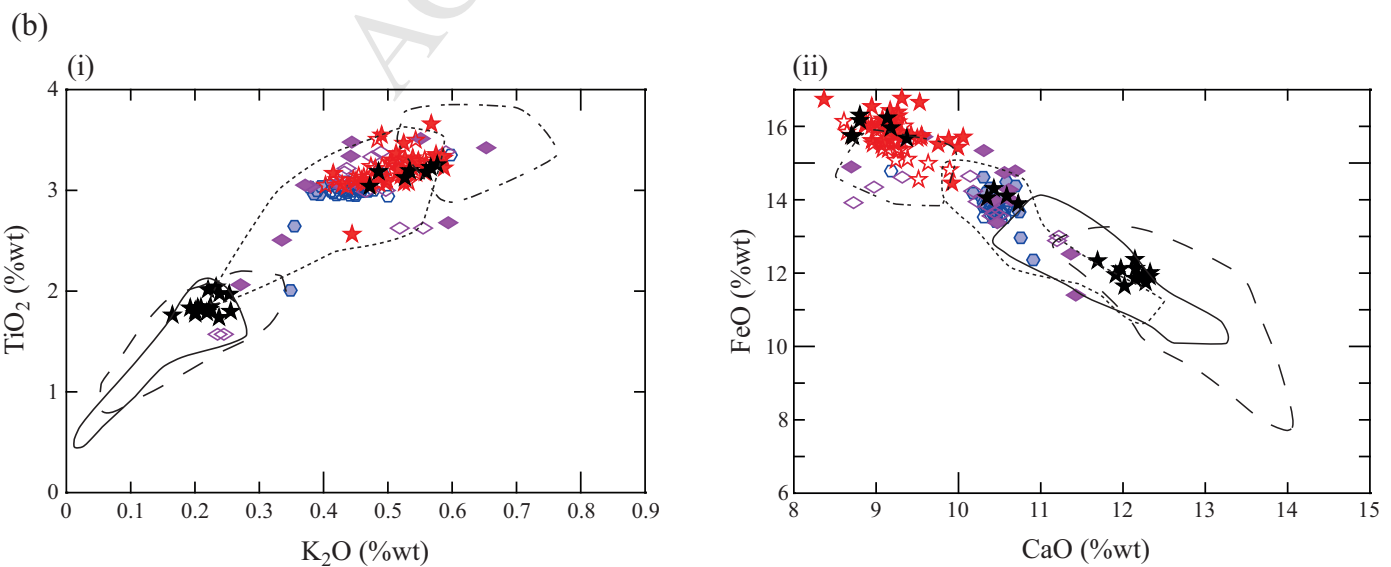 (b)
AC
(i)
(ii)
4
3
2
1
0
TiO2 (%wt)
0 0.1 0.2 0.3 0.4 0.5 0.6 0.7 0.8 0.9
K2O (%wt)
16
14
12
10
8
6
FeO (%wt)
8 9 10 11 12 13 14 15
CaO (%wt)